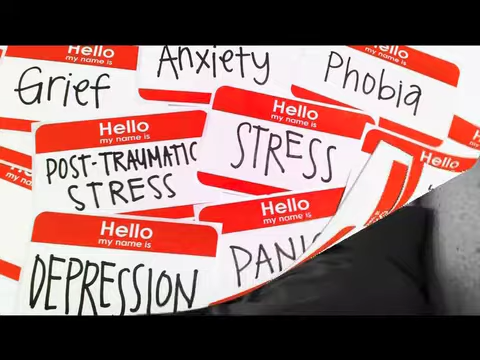 Hello
my name is
Grief
Anxiety
Hello
my name is
Phobia
Hello
my name is
POST-TRAUMATIC
STRESS
Hello
my name is
STRESS
Hello
Hello
my name is
DEPRESSION
Hello
my name is
PANIC